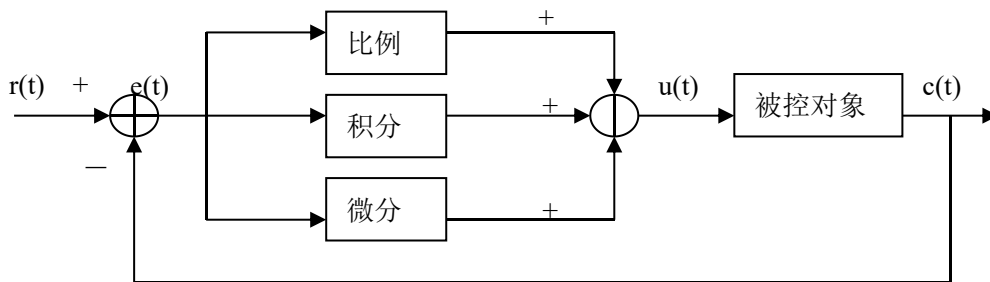 比例
+
r(t)
+
e(t)
积分
+
u(t)
被控对象
c(t)
—
微分
+